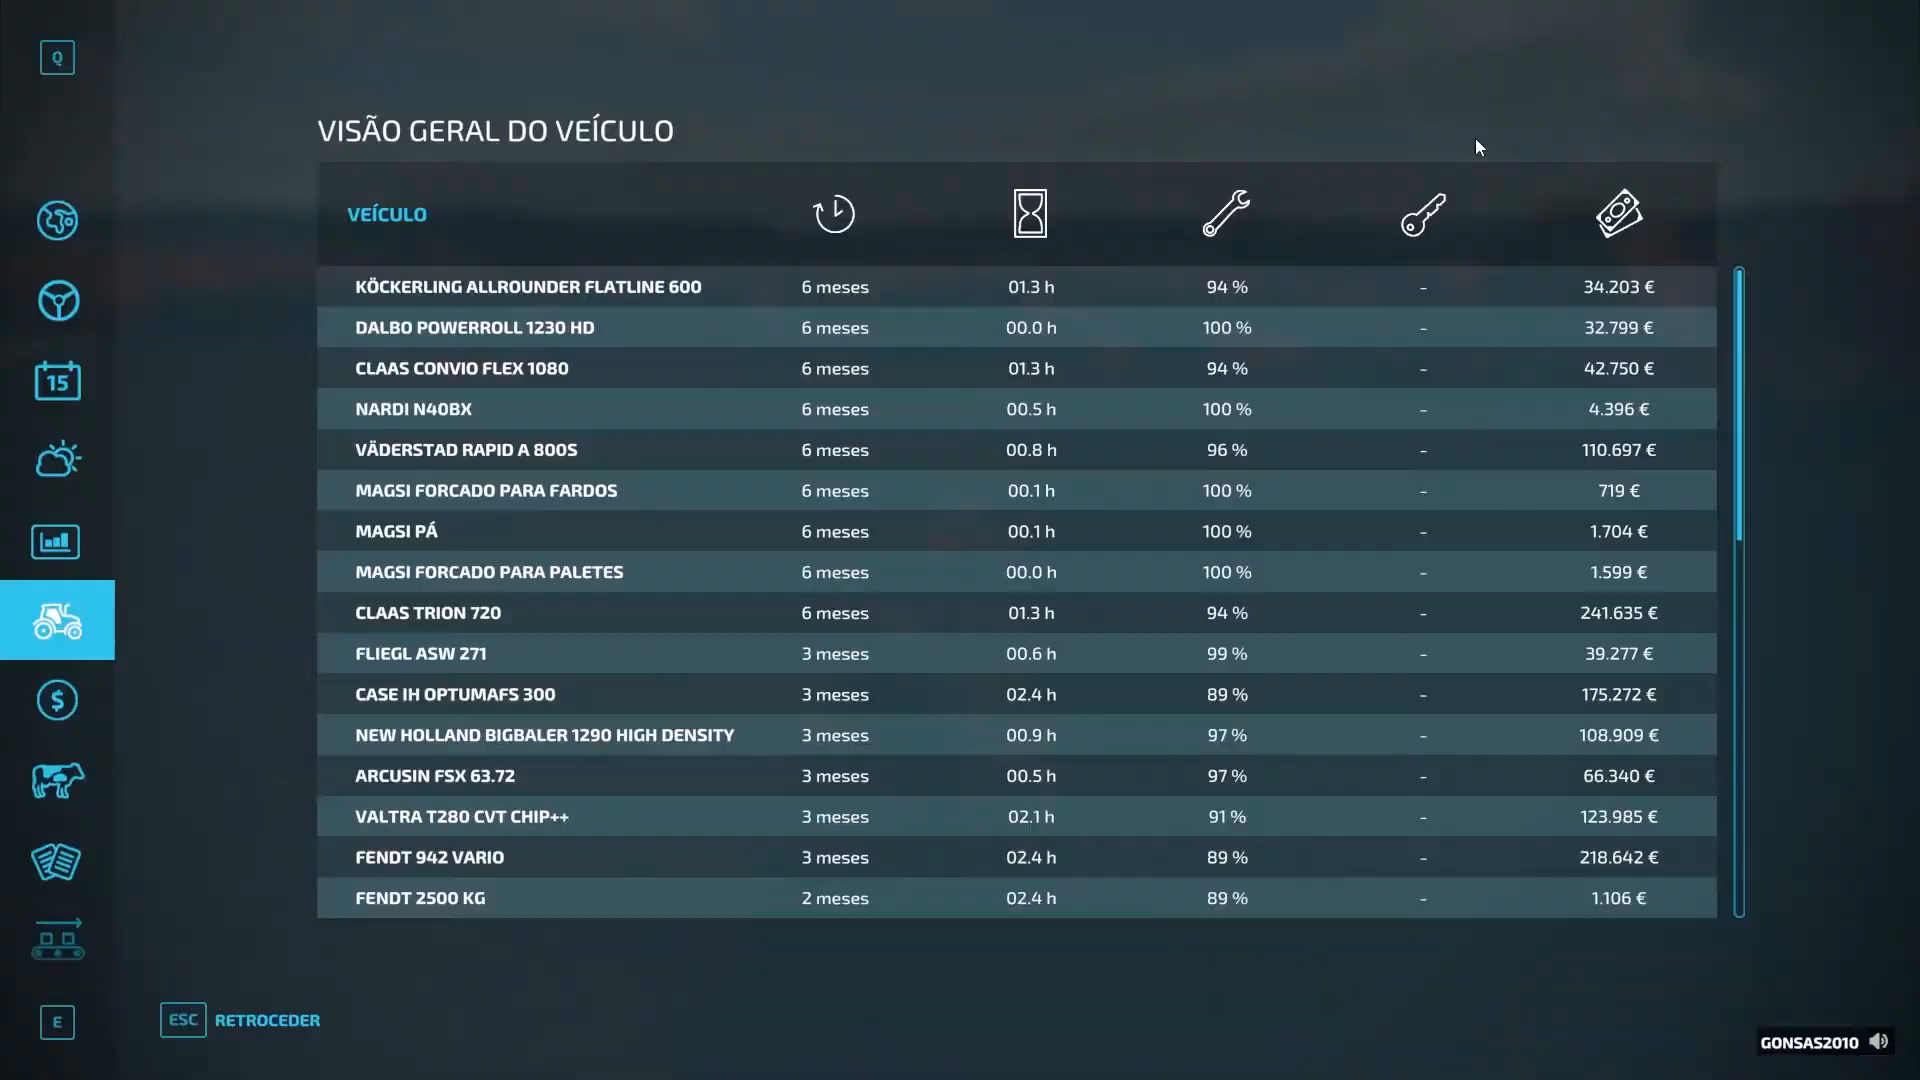 Q
VISÃO GERAL DO VEÍCULO
VEÍCULO
KÖCKERLING ALLROUNDER FLATLINE 600 6 meses 01.3 h 94 % - 34.203 €
DALBO POWERROLL 1230 HD 6 meses 00.0 h 100 % - 32.799 €
CLAAS CONVIO FLEX 1080 6 meses 01.3 h 94 % - 42.750 €
15
NARDI N40BX 6 meses 00.5 h 100 % - 4.396 €
VÄDERSTAD RAPID A 800S 6 meses 00.8 h 96 % - 110.697 €
MAGSI FORCADO PARA FARDOS 6 meses 00.1 h 100 % - 719 €
MAGSI PÁ 6 meses 00.1 h 100 % - 1.704 €
MAGSI FORCADO PARA PALETES 6 meses 00.0 h 100 % - 1.599 €
CLAAS TRION 720 6 meses 01.3 h 94 % - 241.635 €
FLIEGL ASW 271 3 meses 00.6 h 99 % - 39.277 €
CASE IH OPTUMAFS 300 3 meses 02.4 h 89 % - 175.272 €
$
NEW HOLLAND BIGBALER 1290 HIGH DENSITY 3 meses 00.9 h 97 % - 108.909 €
ARCUSIN FSX 63.72 3 meses 00.5 h 97 % - 66.340 €
VALTRA T280 CVT CHIP++ 3 meses 02.1 h 91 % - 123.985 €
FENDT 942 VARIO 3 meses 02.4 h 89 % - 218.642 €
FENDT 2500 KG 2 meses 02.4 h 89 % - 1.106 €
E
ESC RETROCEDER
GONSAS2010